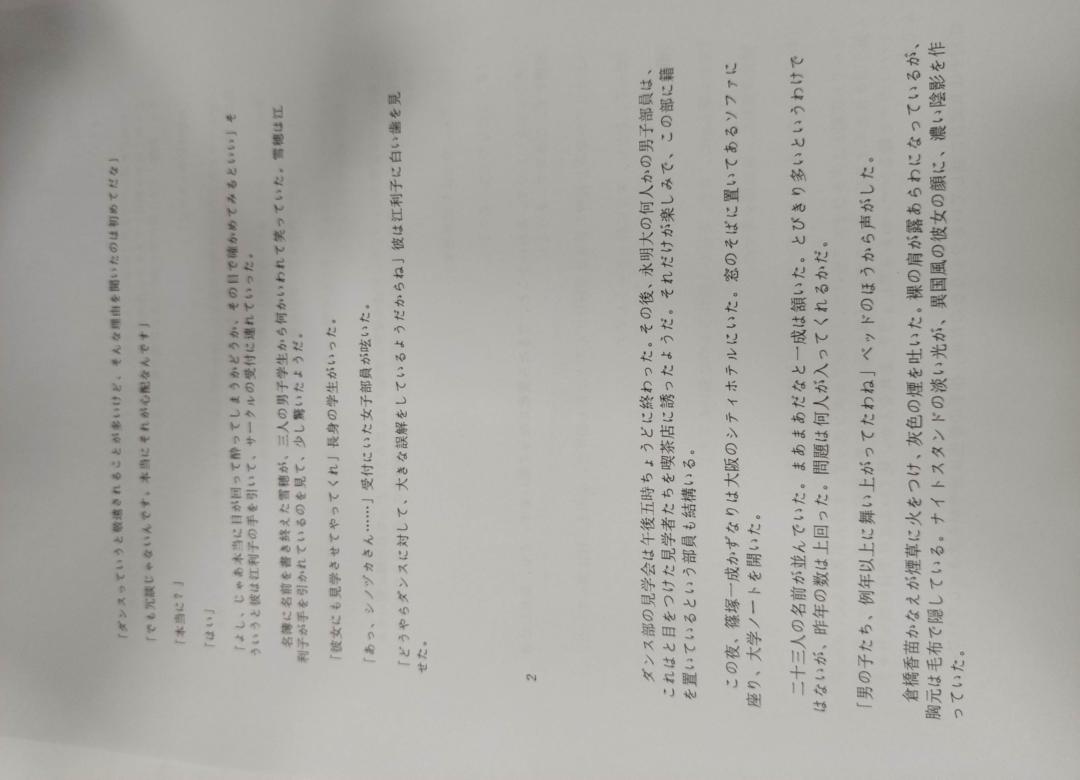 「ダンスっていうと敬遠されることが多いけど、そんな理由を聞いたのは初めてだな」
「でも冗談じゃないんです。本当にそれが心配なんです」
「本当に？」
「はい」
「よし、じゃあ本当に目が回って酔ってしまうかどうか、その目で確かめてみるといい」そ
ういうと彼は江利子の手を引いて、サークルの受付に連れていった。
名簿に名前を書き終えた雪穂が、三人の男子学生から何かいわれて笑っていた。雪穂は江
利子が手を引かれているのを見て、少し驚いたようだ。
「彼女にも見学させてやってくれ」長身の学生がいった。
「あっ、シノヅカさん……」受付にいた女子部員が呟いた。
「どうやらダンスに対して、大きな誤解をしているようだからね」彼は江利子に白い歯を見
せた。
2
ダンス部の見学会は午後五時ちょうどに終わった。その後、永明大の何人かの男子部員は、
これはと目をつけた見学者たちを喫茶店に誘ったようだ。それだけが楽しみで、この部に籍
を置いているという部員も結構いる。
この夜、篠塚一成かずなりは大阪のシティホテルにいた。窓のそばに置いてあるソファに
座り、大学ノートを開いた。
二十三人の名前が並んでいた。まあまあだなと一成は頷いた。とびきり多いというわけで
はないが、昨年の数は上回った。問題は何人が入ってくれるかだ。
「男の子たち、例年以上に舞い上がってたわね」ベッドのほうから声がした。
倉橋香苗かなえが煙草に火をつけ、灰色の煙を吐いた。裸の肩が露あらわになっているが、
胸元は毛布で隠している。ナイトスタンドの淡い光が、異国風の彼女の顔に、濃い陰影を作
っていた。